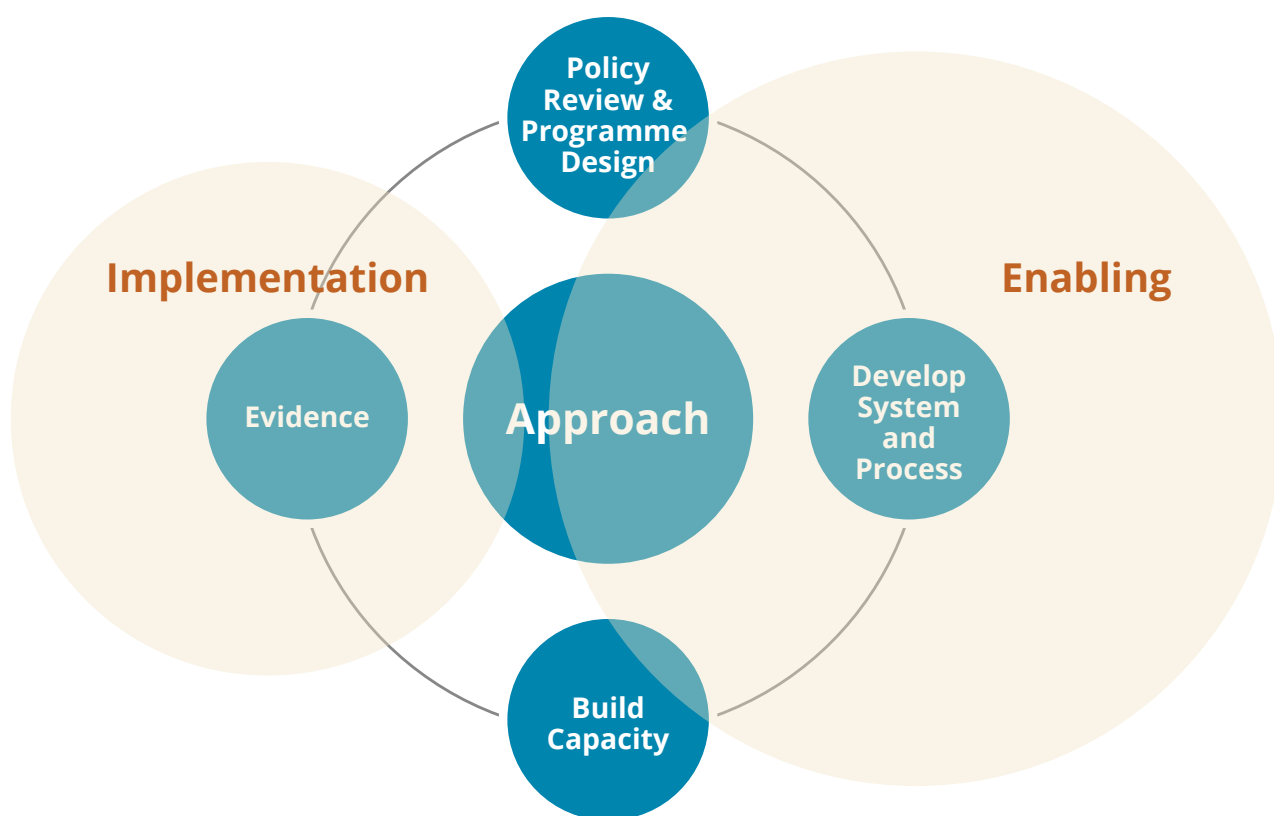 Policy
Review &
Programme
Design
Implementation
Enabling
Evidence
Approach
Develop
System
and
Process
Build
Capacity